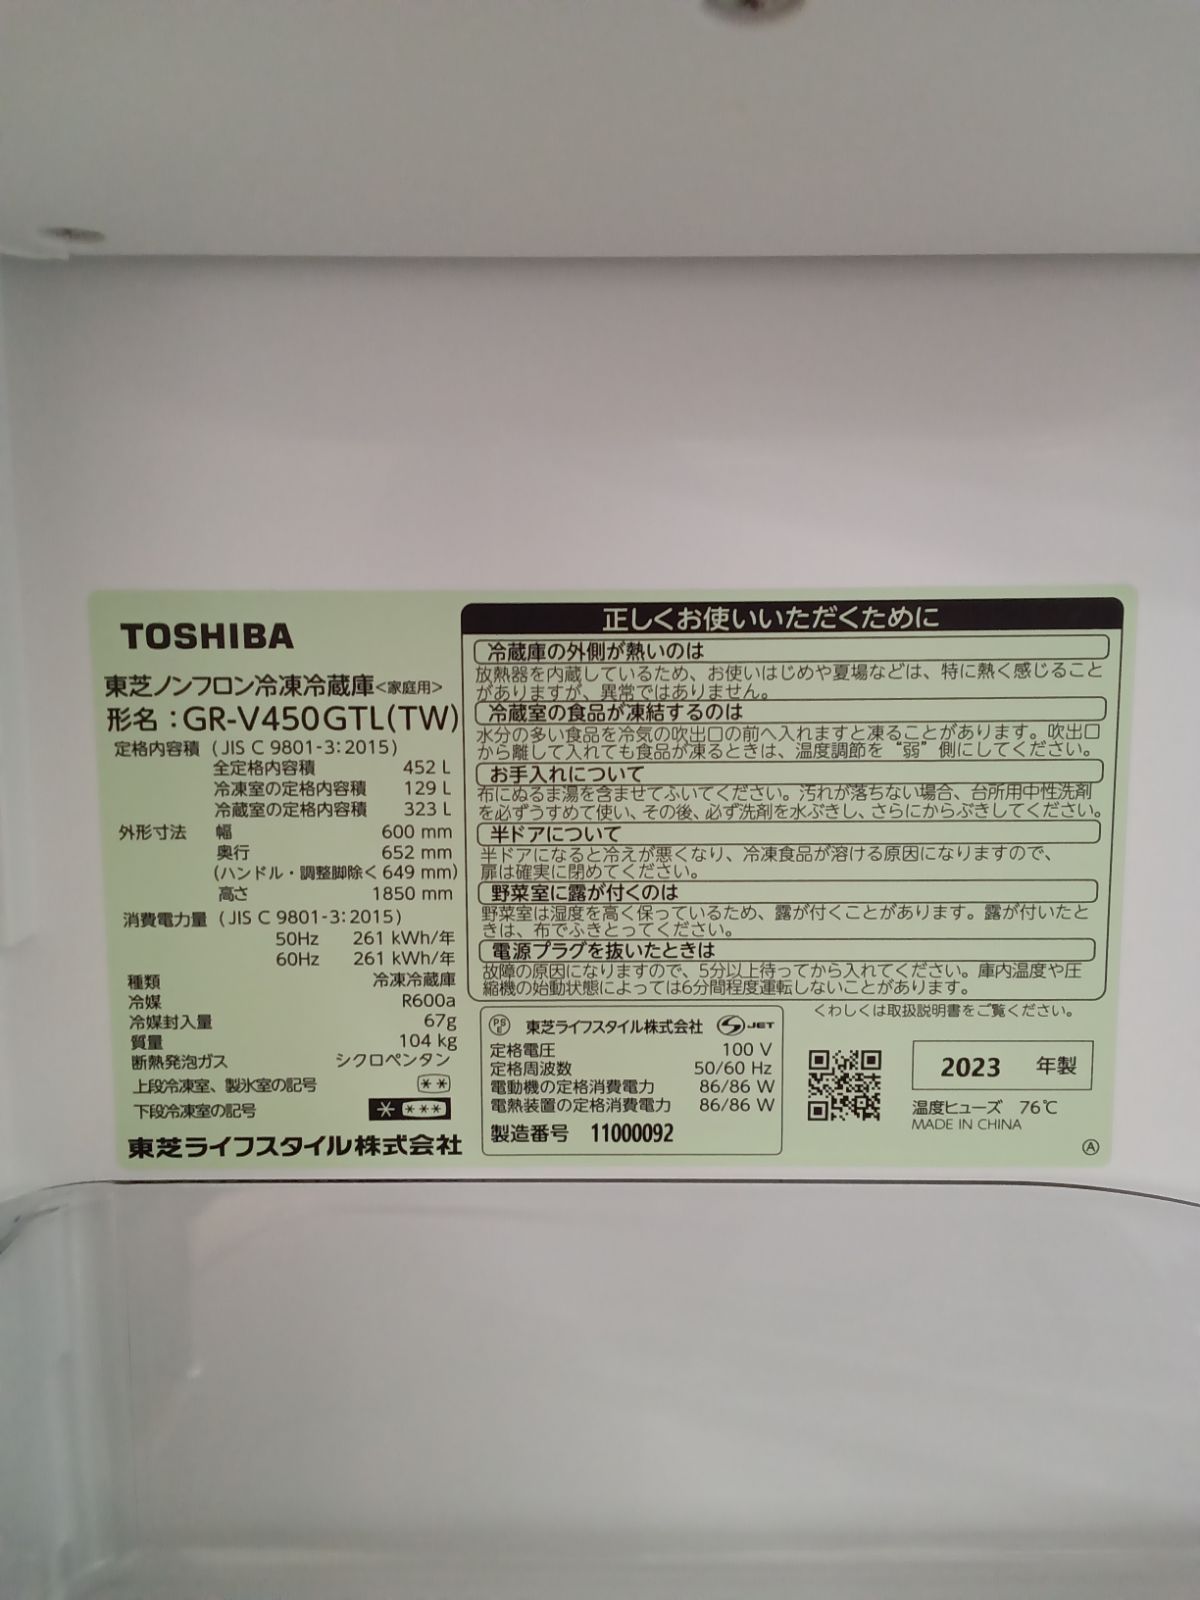 TOSHIBA
東芝ノンフロン冷凍冷蔵庫<家庭用>
形名：GR-V450GTL(TW)
定格内容積 (JIS C 9801-3:2015)
全定格内容積 452 L
冷凍室の定格内容積 129 L
冷蔵室の定格内容積 323 L
外形寸法 幅 600 mm
奥行 652 mm
(ハンドル・調整脚除く 649 mm)
高さ 1850 mm
消費電力量 (JIS C 9801-3:2015)
50Hz 261 kWh/年
60Hz 261 kWh/年
種類 冷凍冷蔵庫
冷媒 R600a
冷媒封入量 67g
質量 104 kg
断熱発泡ガス シクロペンタン
上段冷凍室、製氷室の記号 **
下段冷凍室の記号 * ***
東芝ライフスタイル株式会社
正しくお使いいただくために
冷蔵庫の外側が熱いのは
放熱器を内蔵しているため、お使いはじめや夏場などは、特に熱く感じること
がありますが、異常ではありません。
冷蔵室の食品が凍結するのは
水分の多い食品を冷気の吹出口の前へ入れますと凍ることがあります。吹出口
から離して入れても食品が凍るときは、温度調節を“弱”側にしてください。
お手入れについて
布にぬるま湯を含ませてふいてください。汚れが落ちない場合、台所用中性洗剤
を必ずうすめて使い、その後、必ず洗剤を水ぶきし、さらにからぶきしてください。
半ドアについて
半ドアになると冷えが悪くなり、冷凍食品が溶ける原因になりますので、
扉は確実に閉めてください。
野菜室に露が付くのは
野菜室は湿度を高く保っているため、露が付くことがあります。露が付いたと
きは、布でふきとってください。
電源プラグを抜いたときは
故障の原因になりますので、5分以上待ってから入れてください。庫内温度や圧
縮機の始動状態によっては6分間程度運転しないことがあります。
くわしくは取扱説明書をご覧ください。
PSE 東芝ライフスタイル株式会社 JET
定格電圧 100 V
定格周波数 50/60 Hz
電動機の定格消費電力 86/86 W
電熱装置の定格消費電力 86/86 W
製造番号 11000092
2023 年製
温度ヒューズ 76℃
MADE IN CHINA
Ⓐ